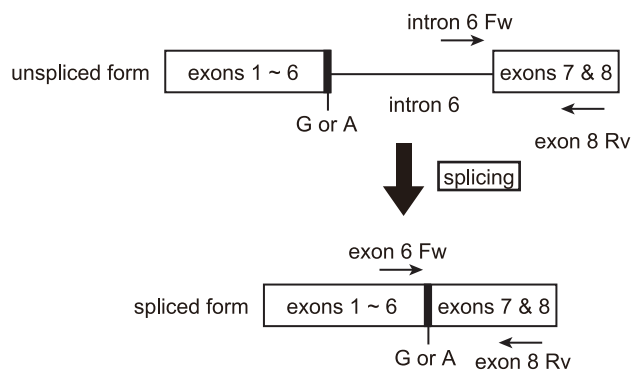 intron 6 Fw
unspliced form
exons 1 ~ 6
exons 7 & 8
G or A
intron 6
exon 8 Rv
splicing
exon 6 Fw
spliced form
exons 1 ~ 6
exons 7 & 8
G or A
exon 8 Rv